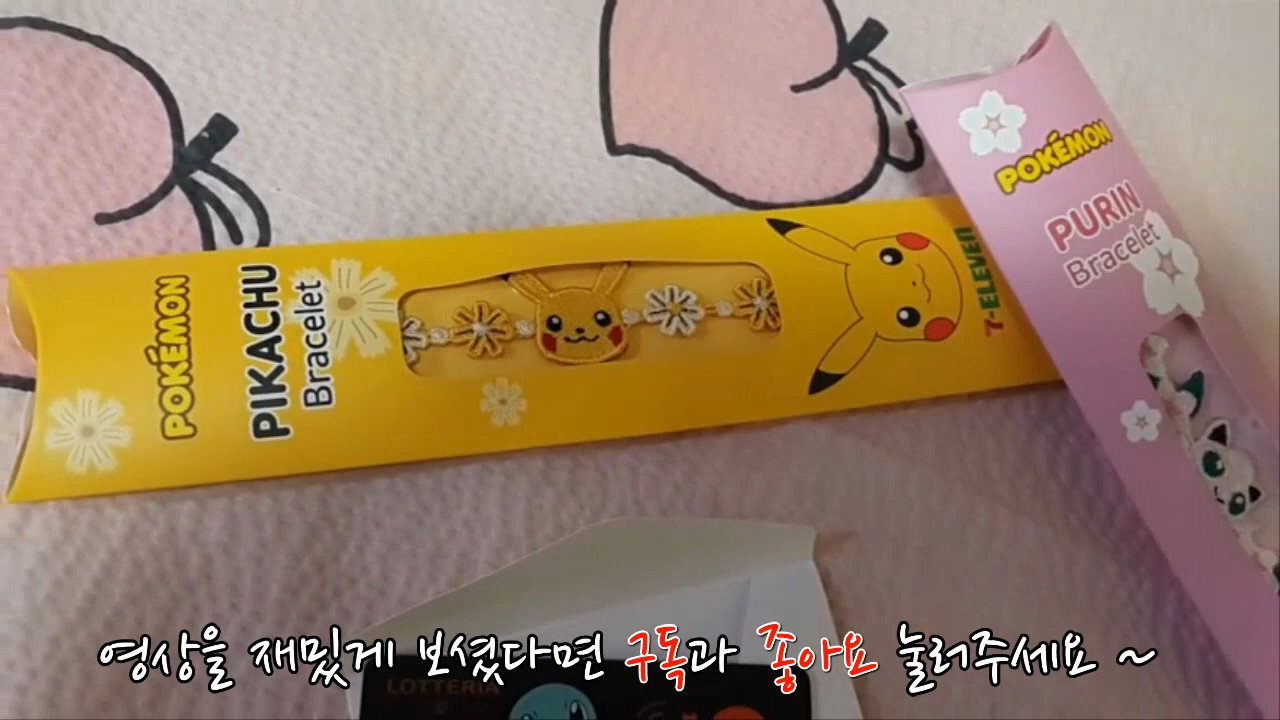 POKÉMON
PIKACHU
Bracelet
7-ELEVEn
POKÉMON
PURIN
Bracelet
LOTTERIA
영상을 재밌게 보셨다면 구독과 좋아요 눌러주세요 ~